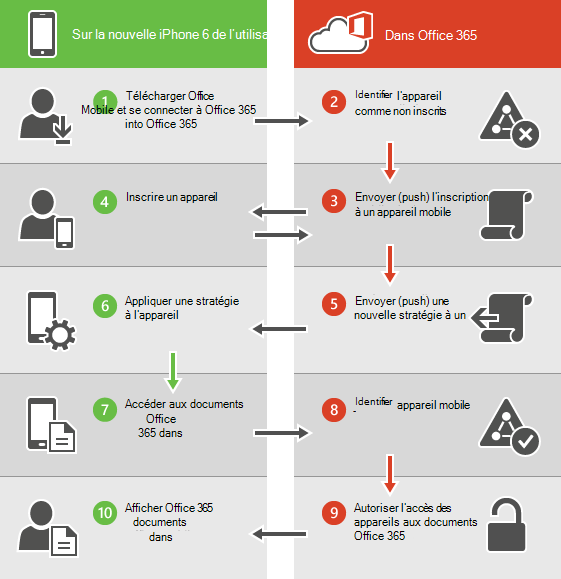 Sur la nouvelle iPhone 6 de l'utilisa
Dans Office 365
1
Télécharger Office
Mobile et se connecter à Office 365
into Office 365
2
Identifier l'appareil
comme non inscrits
4
Inscrire un appareil
3
Envoyer (push) l'inscription
à un appareil mobile
6
Appliquer une stratégie
à l'appareil
5
Envoyer (push) une
nouvelle stratégie à un
7
Accéder aux documents
Office
365 dans
8
Identifier appareil mobile
10
Afficher Office 365
documents
dans
9
Autoriser l'accès des
appareils aux documents
Office 365